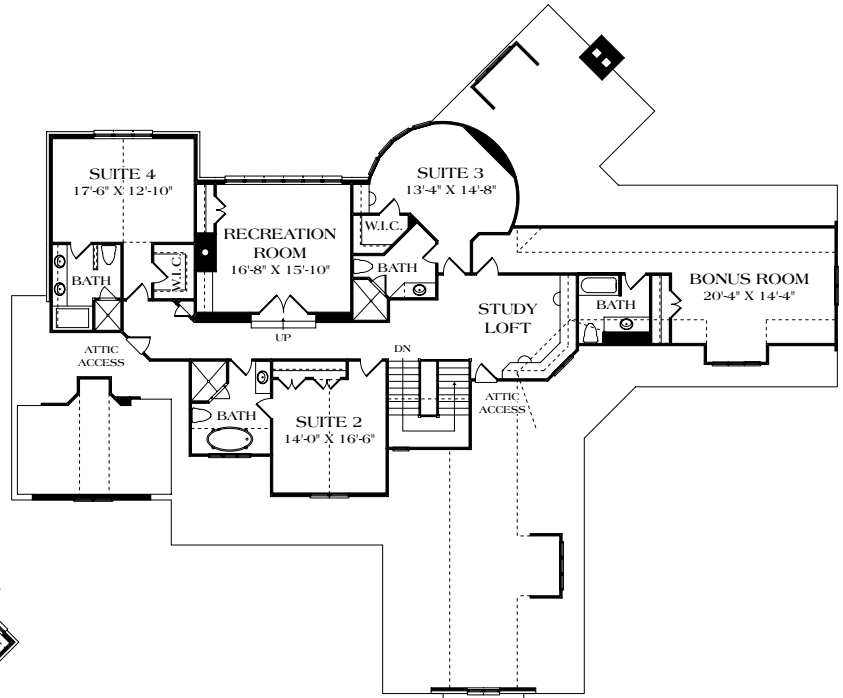 SUITE 4
17'-6" X 12'-10"
SUITE 3
13'-4" X 14'-8"
W.I.C.
RECREATION
ROOM
16'-8" X 15'-10"
W.I.C.
BATH
BATH
BONUS ROOM
20'-4" X 14'-4"
BATH
STUDY
LOFT
UP
ATTIC
ACCESS
DN
ATTIC
ACCESS
BATH
SUITE 2
14'-0" X 16'-6"